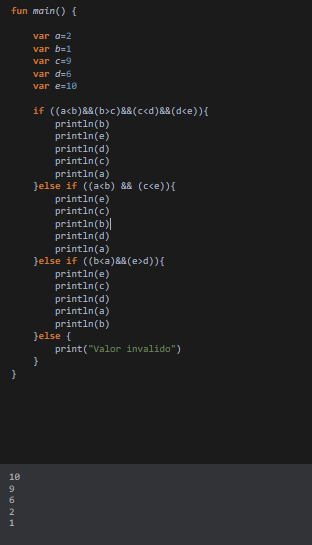 fun main() {
var a=2
var b=1
var c=9
var d=6
var e=10
if ((a<b)&&(b>c)&&(c<d)&&(d<e)){
println(b)
println(e)
println(d)
println(c)
println(a)
}else if ((a<b) && (c<e)){
println(e)
println(c)
println(b)
println(d)
println(a)
}else if ((b<a)&&(e>d)){
println(e)
println(c)
println(d)
println(a)
println(b)
}else {
print("Valor invalido")
}
}
10
9
6
2
1